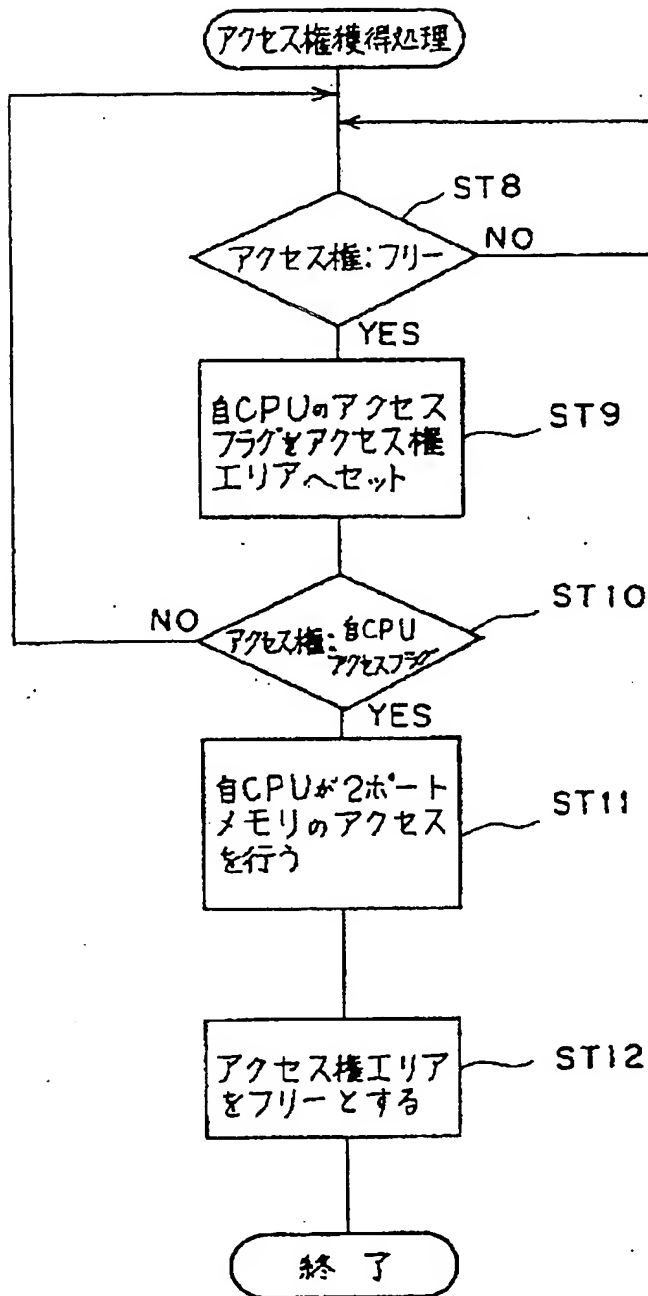 アクセス権獲得処理
ST8
アクセス権:フリー
NO
YES
自CPUのアクセス
フラグをアクセス権
エリアへセット
ST9
NO
アクセス権:自CPU
アクセスフラグ
ST10
YES
自CPUが2ポート
メモリのアクセス
を行う
ST11
アクセス権エリア
をフリーとする
ST12
終了